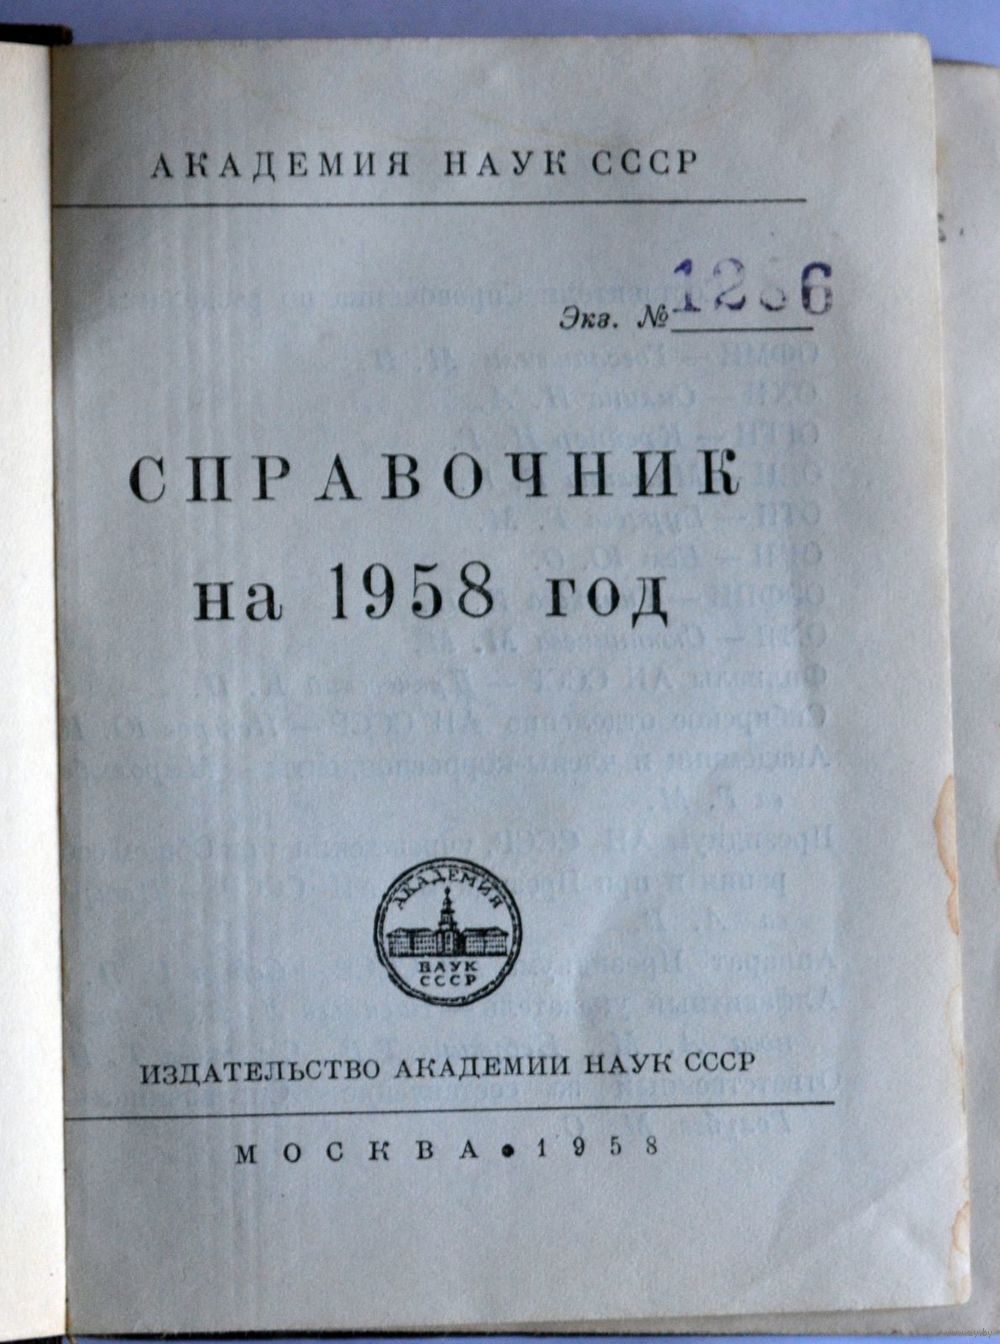 АКАДЕМИЯ НАУК СССР
Экз. №
СПРАВОЧНИК
на 1958 год
АКАДЕМИЯ
НАУК
СССР
ИЗДАТЕЛЬСТВО АКАДЕМИИ НАУК СССР
МОСКВА • 1958